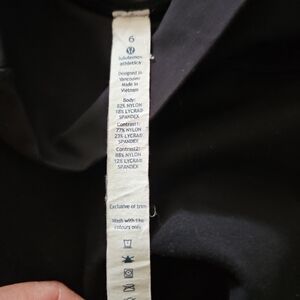 6
lululemon
athletica
Designed in
Vancouver
Made in
Vietnam
Body:
82% NYLON
18% LYCRA®
SPANDEX
Contrast1:
77% NYLON
23% LYCRA®
SPANDEX
Contrast2:
88% NYLON
12% LYCRA®
SPANDEX
Exclusive of trim
Wash with like
colours only